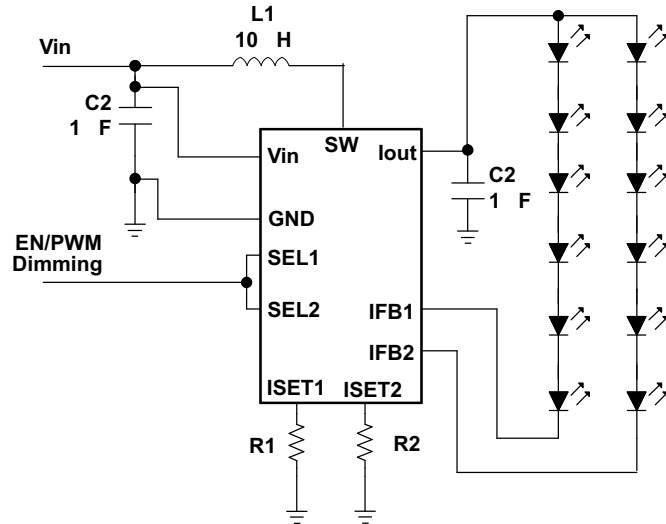 L1
10 H
Vin
C2
1 F
Vin
SW
Iout
C2
1 F
GND
EN/PWM
Dimming
SEL1
SEL2
IFB1
IFB2
ISET1
ISET2
R1
R2